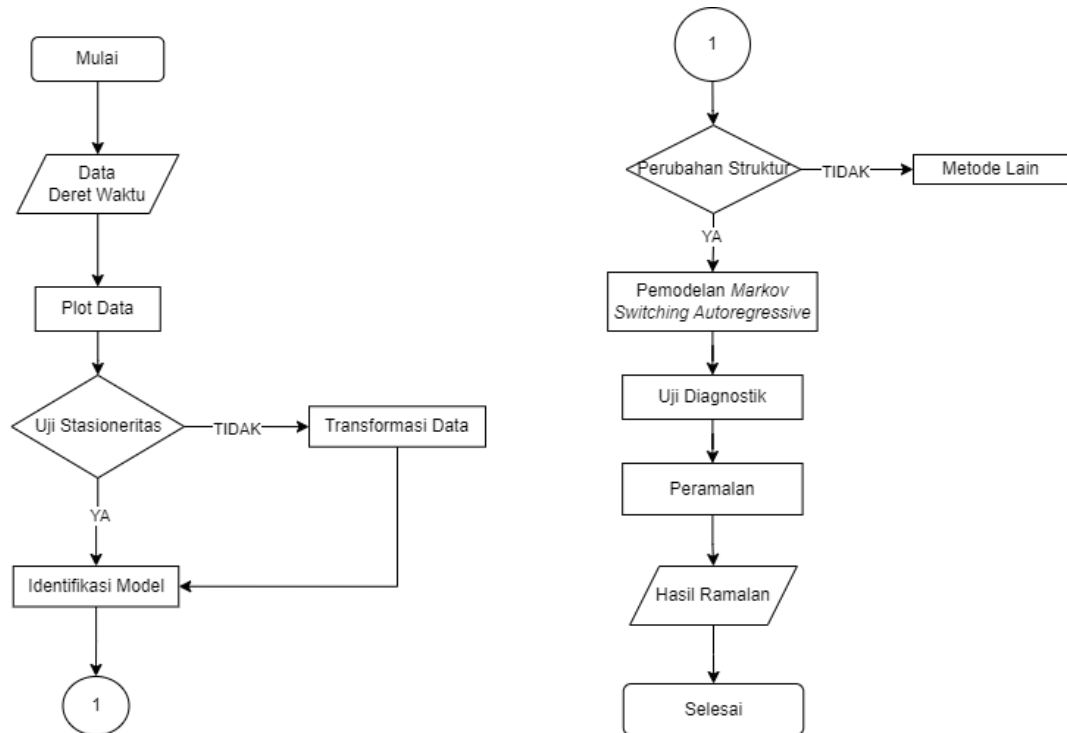 Mulai
Data
Deret Waktu
Plot Data
Uji Stasioneritas
TIDAK
Transformasi Data
YA
Identifikasi Model
1
1
Perubahan Struktur
TIDAK
Metode Lain
YA
Pemodelan Markov
Switching Autoregressive
Uji Diagnostik
Peramalan
Hasil Ramalan
Selesai